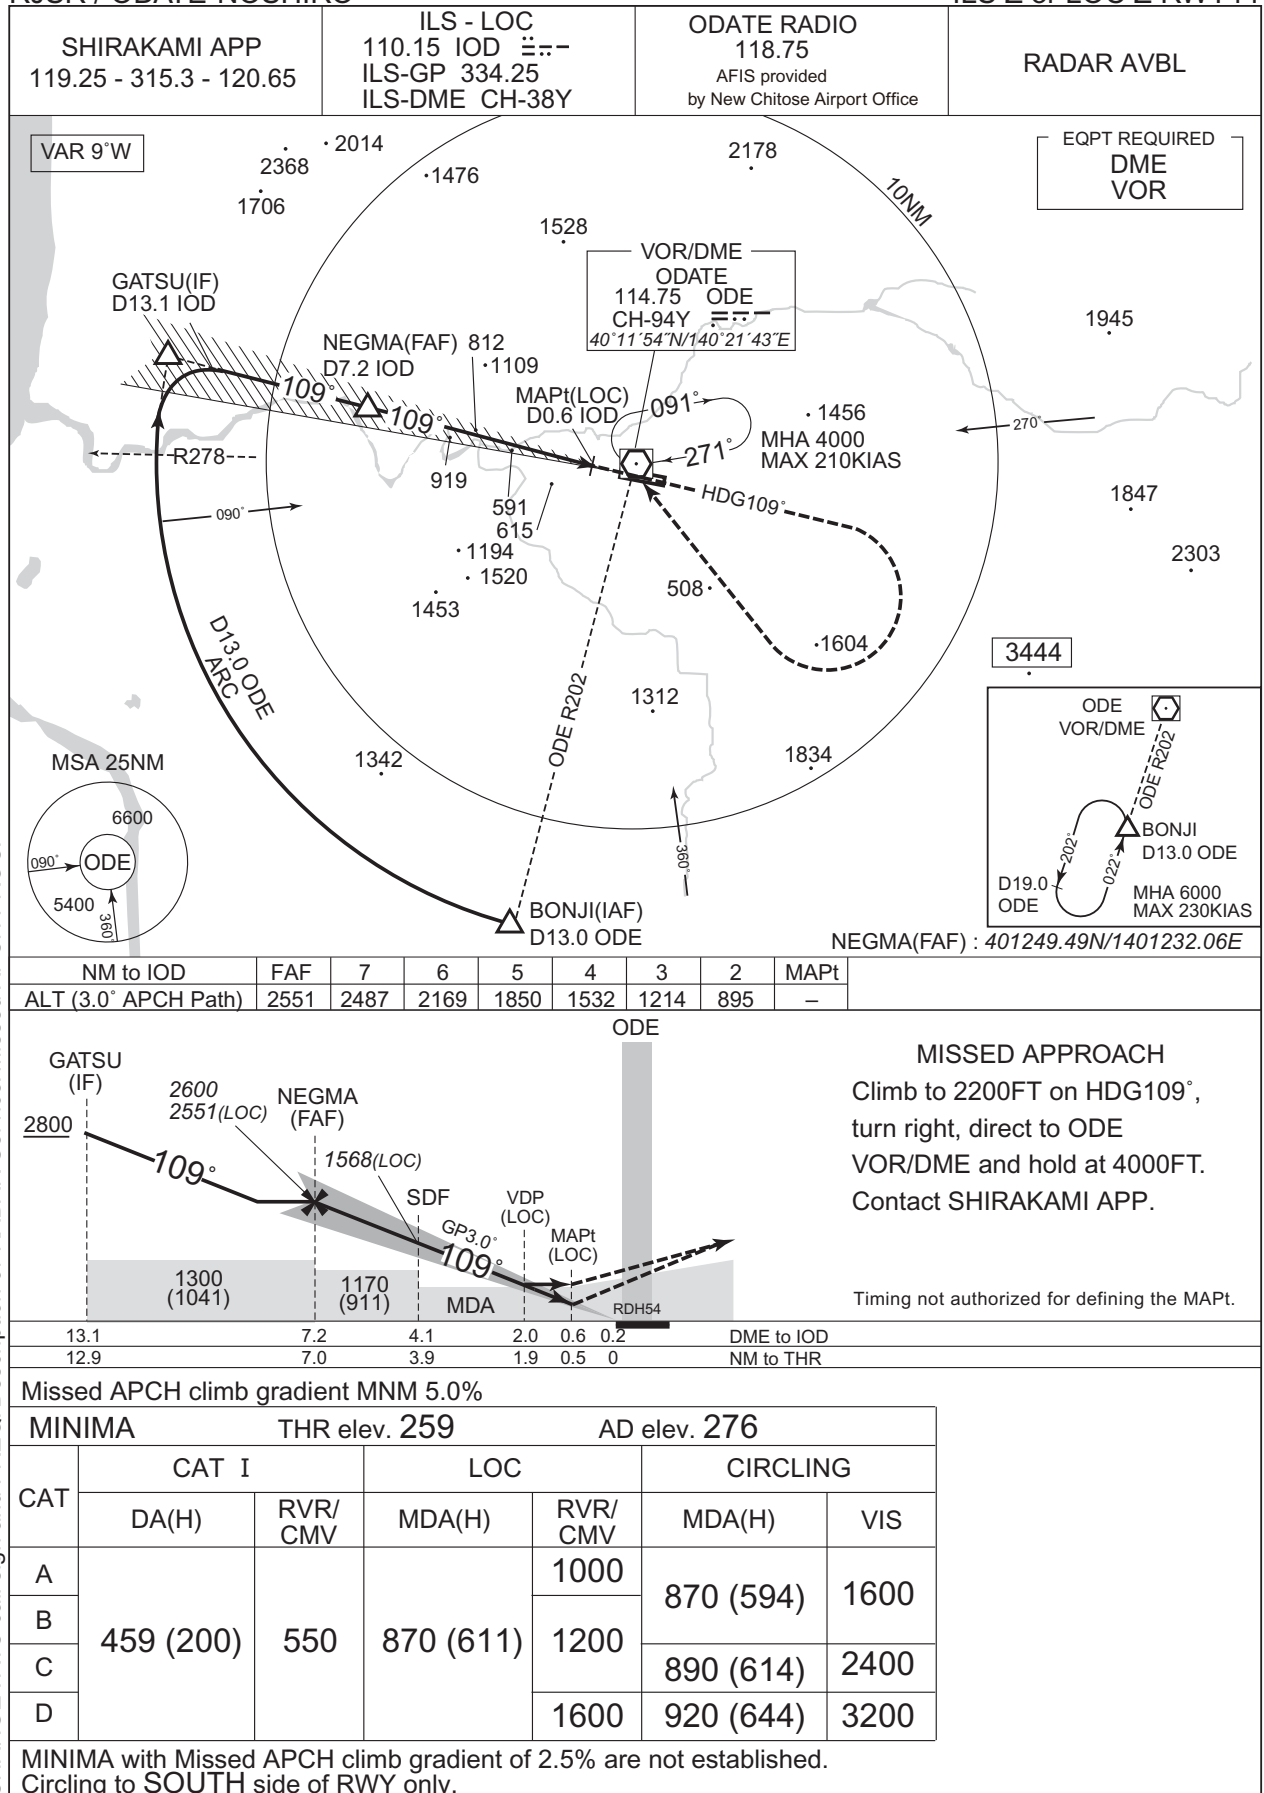 SHIRAKAMI APP
119.25 - 315.3 - 120.65
ILS - LOC
110.15 IOD
ILS-GP 334.25
ILS-DME CH-38Y
ODATE RADIO
118.75
AFIS provided
by New Chitose Airport Office
RADAR AVBL
VAR 9˚W
EQPT REQUIRED
DME
VOR
2014
2368
1476
1706
2178
10NM
1528
VOR/DME
ODATE
114.75 ODE
CH-94Y
40˚11´54˝N/140˚21´43˝E
GATSU(IF)
D13.1 IOD
NEGMA(FAF)
D7.2 IOD
812
1109
MAPt(LOC)
D0.6 IOD
1945
109˚
109˚
091˚
271˚
1456
MHA 4000
MAX 210KIAS
270˚
R278
919
591
615
HDG109˚
090˚
1847
1194
1520
1453
2303
508
1604
D13.0 ODE
ARC
3444
1312
ODE R202
1342
1834
360˚
MSA 25NM
6600
090˚
ODE
5400
360˚
ODE
VOR/DME
ODE R202
BONJI
D13.0 ODE
202˚
022˚
D19.0
ODE
MHA 6000
MAX 230KIAS
BONJI(IAF)
D13.0 ODE
NEGMA(FAF) : 401249.49N/1401232.06E
NM to IOD FAF 7 6 5 4 3 2 MAPt
ALT (3.0˚ APCH Path) 2551 2487 2169 1850 1532 1214 895 –
ODE
GATSU
(IF)
2800
109˚
2600
2551(LOC)
NEGMA
(FAF)
1568(LOC)
SDF
GP3.0˚
109˚
VDP
(LOC)
MAPt
(LOC)
1300
(1041)
1170
(911)
MDA
RDH54
MISSED APPROACH
Climb to 2200FT on HDG109˚,
turn right, direct to ODE
VOR/DME and hold at 4000FT.
Contact SHIRAKAMI APP.
Timing not authorized for defining the MAPt.
13.1 7.2 4.1 2.0 0.6 0.2 DME to IOD
12.9 7.0 3.9 1.9 0.5 0 NM to THR
Missed APCH climb gradient MNM 5.0%
MINIMA THR elev. 259 AD elev. 276
CAT CAT I LOC CIRCLING
DA(H) RVR/CMV MDA(H) RVR/CMV MDA(H) VIS
A 459 (200) 550 870 (611) 1000 870 (594) 1600
B 1200
C 890 (614) 2400
D 1600 920 (644) 3200
MINIMA with Missed APCH climb gradient of 2.5% are not established.
Circling to SOUTH side of RWY only.